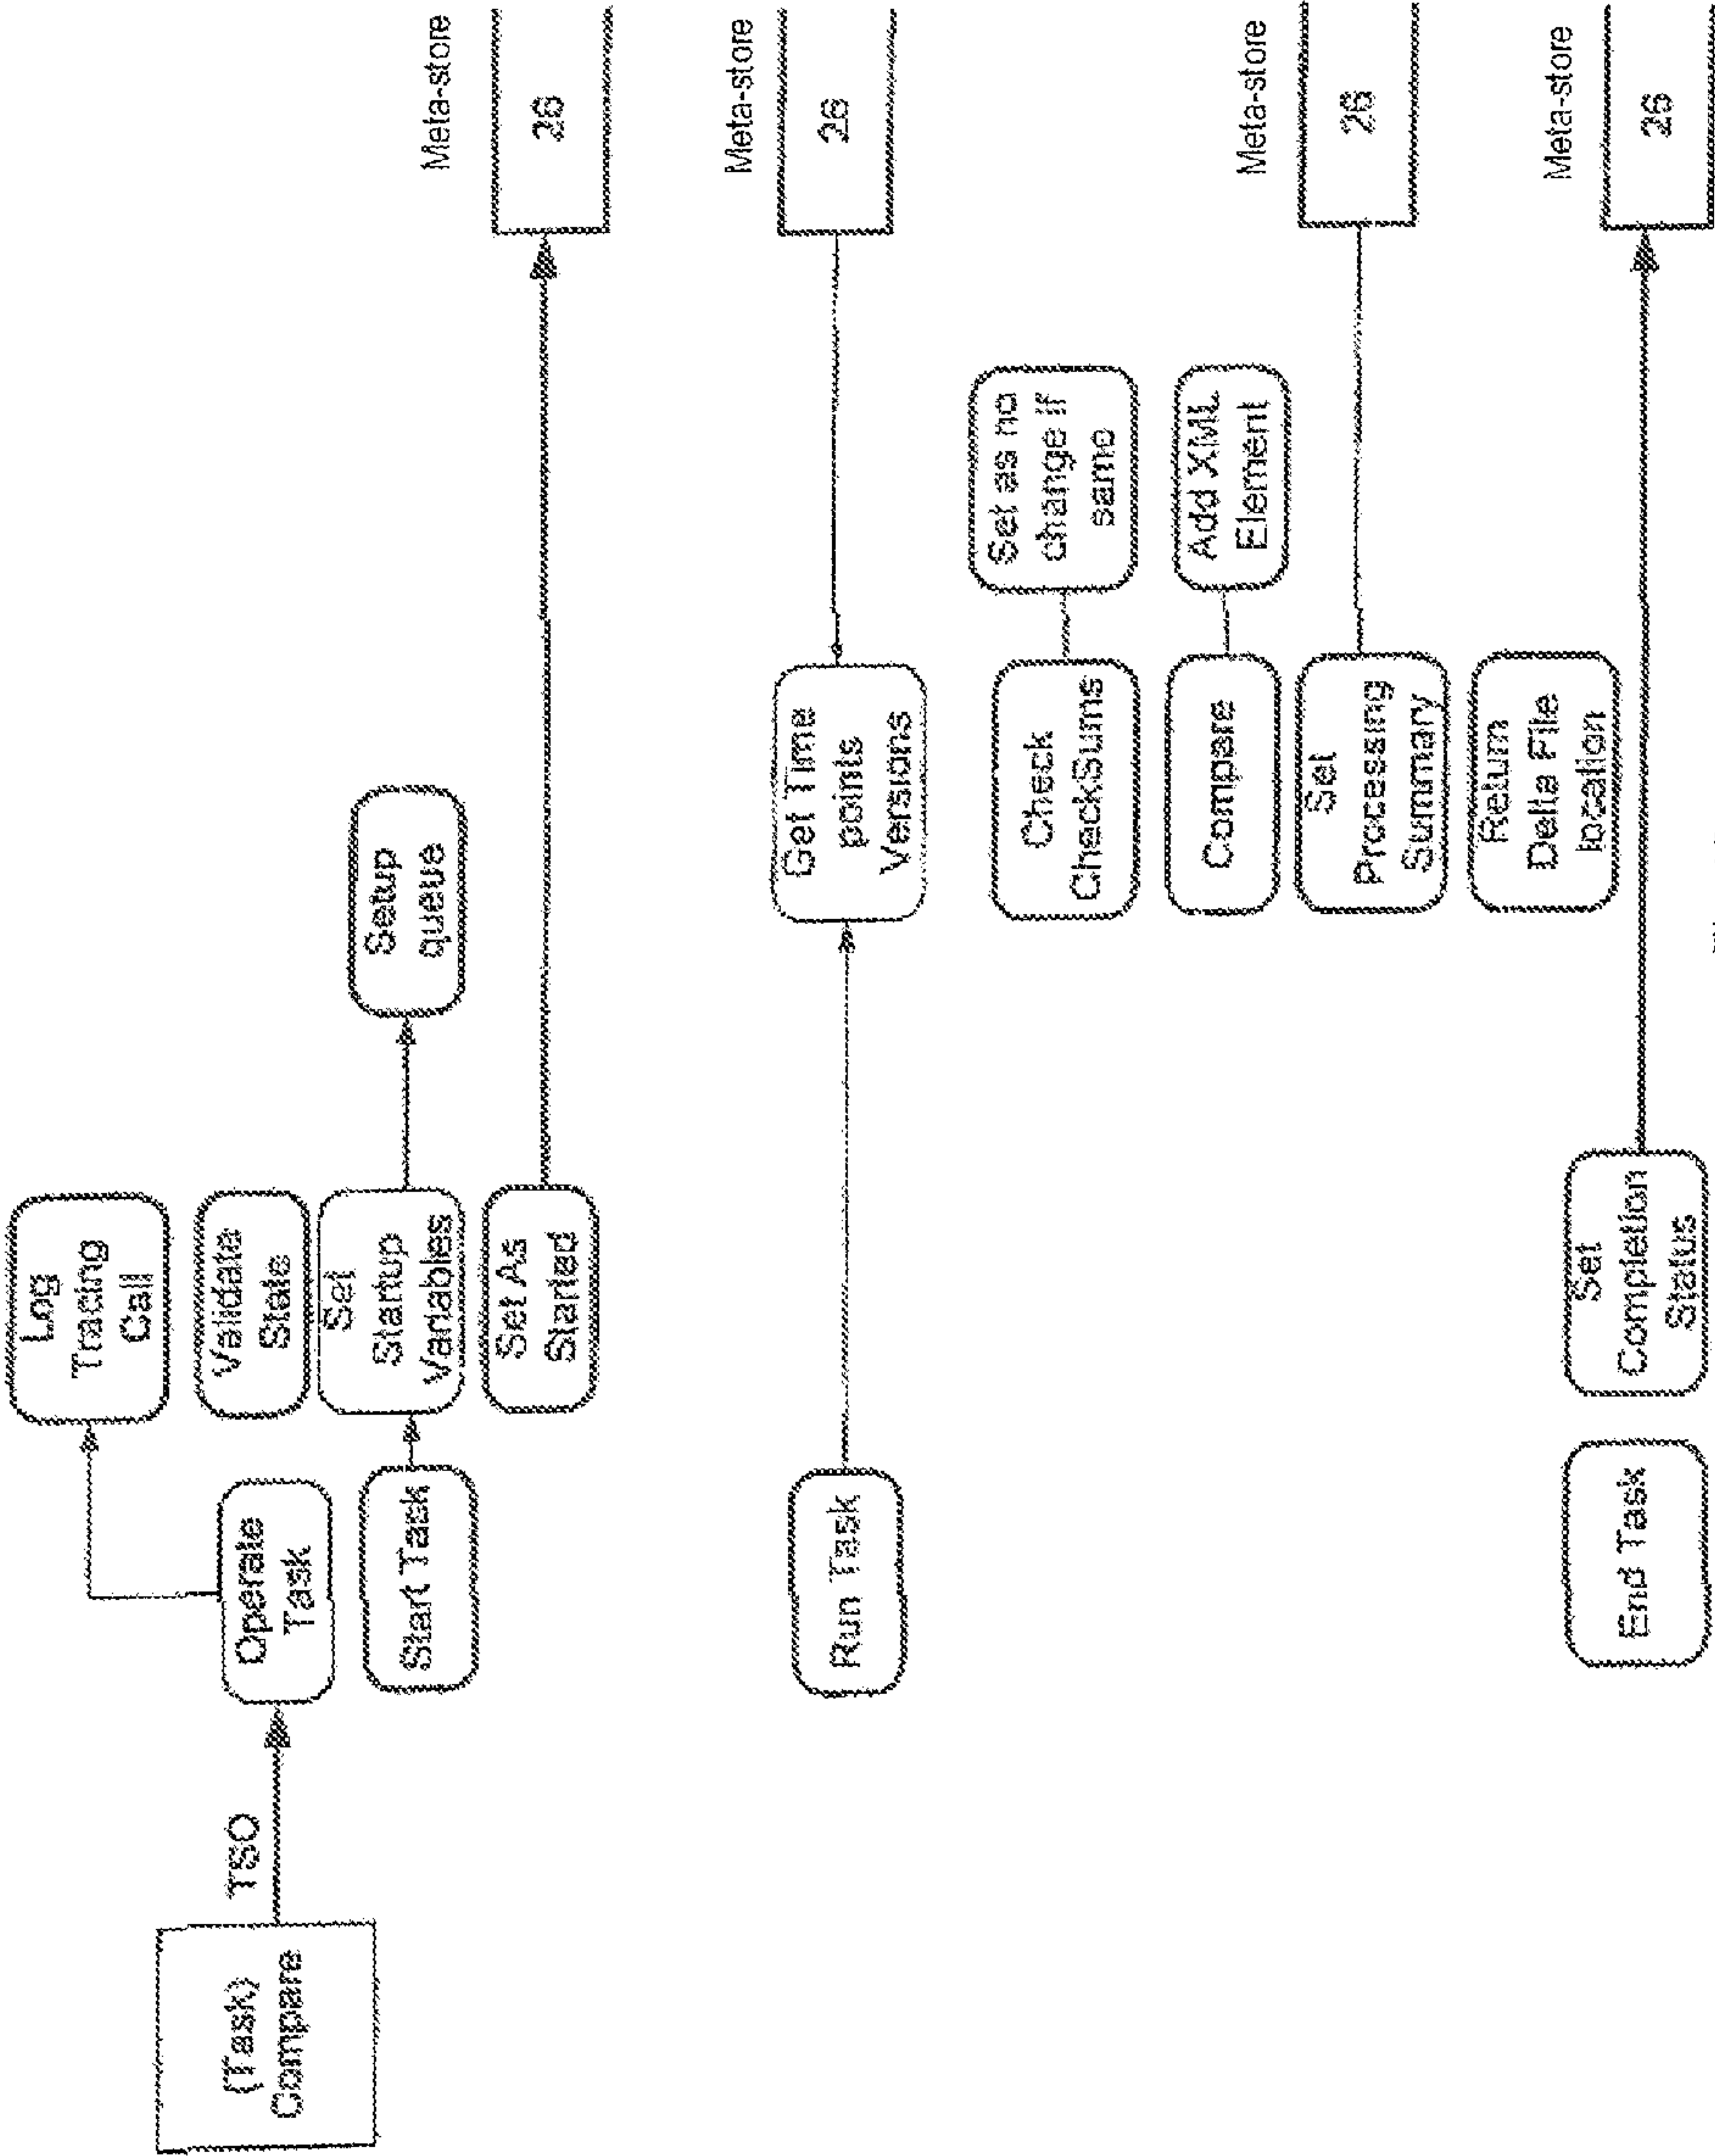 Log
Tracing
Call
Operate
Task
(Task)
Compare
TSO
Validate
State
Start Task
Set
Startup
Variables
Setup
queue
Set As
Started
Meta-store
26
Run Task
Get Time
points
Versions
Meta-store
26
Check
CheckSums
Set as no
change if
same
Compare
Add XML
Element
Set
Processing
Summary
Meta-store
26
Return
Delta File
location
End Task
Set
Completion
Status
Meta-store
26